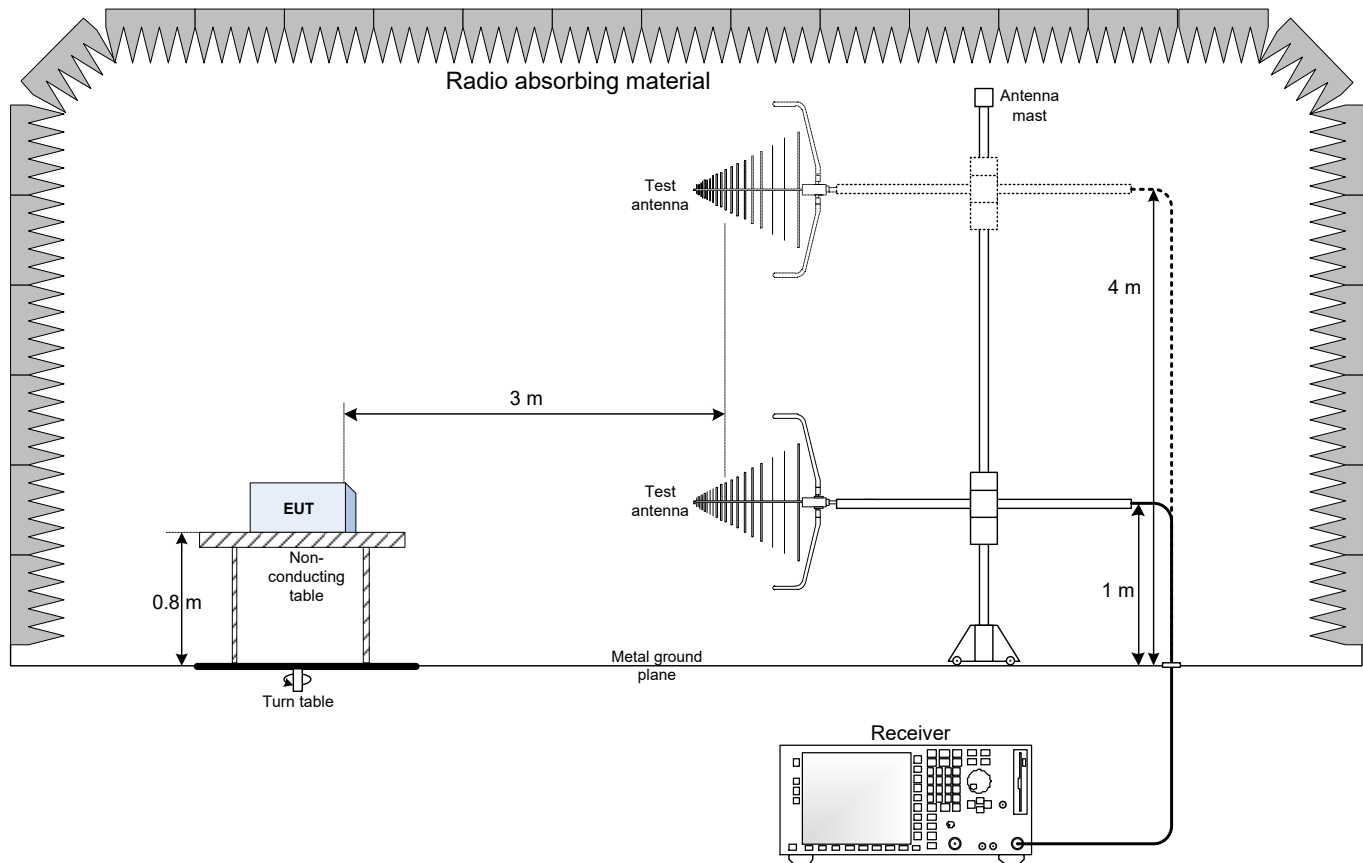 Radio absorbing material
Antenna
mast
Test
antenna
4 m
3 m
Test
antenna
EUT
Non-
conducting
table
0.8 m
1 m
Metal ground
plane
Turn table
Receiver